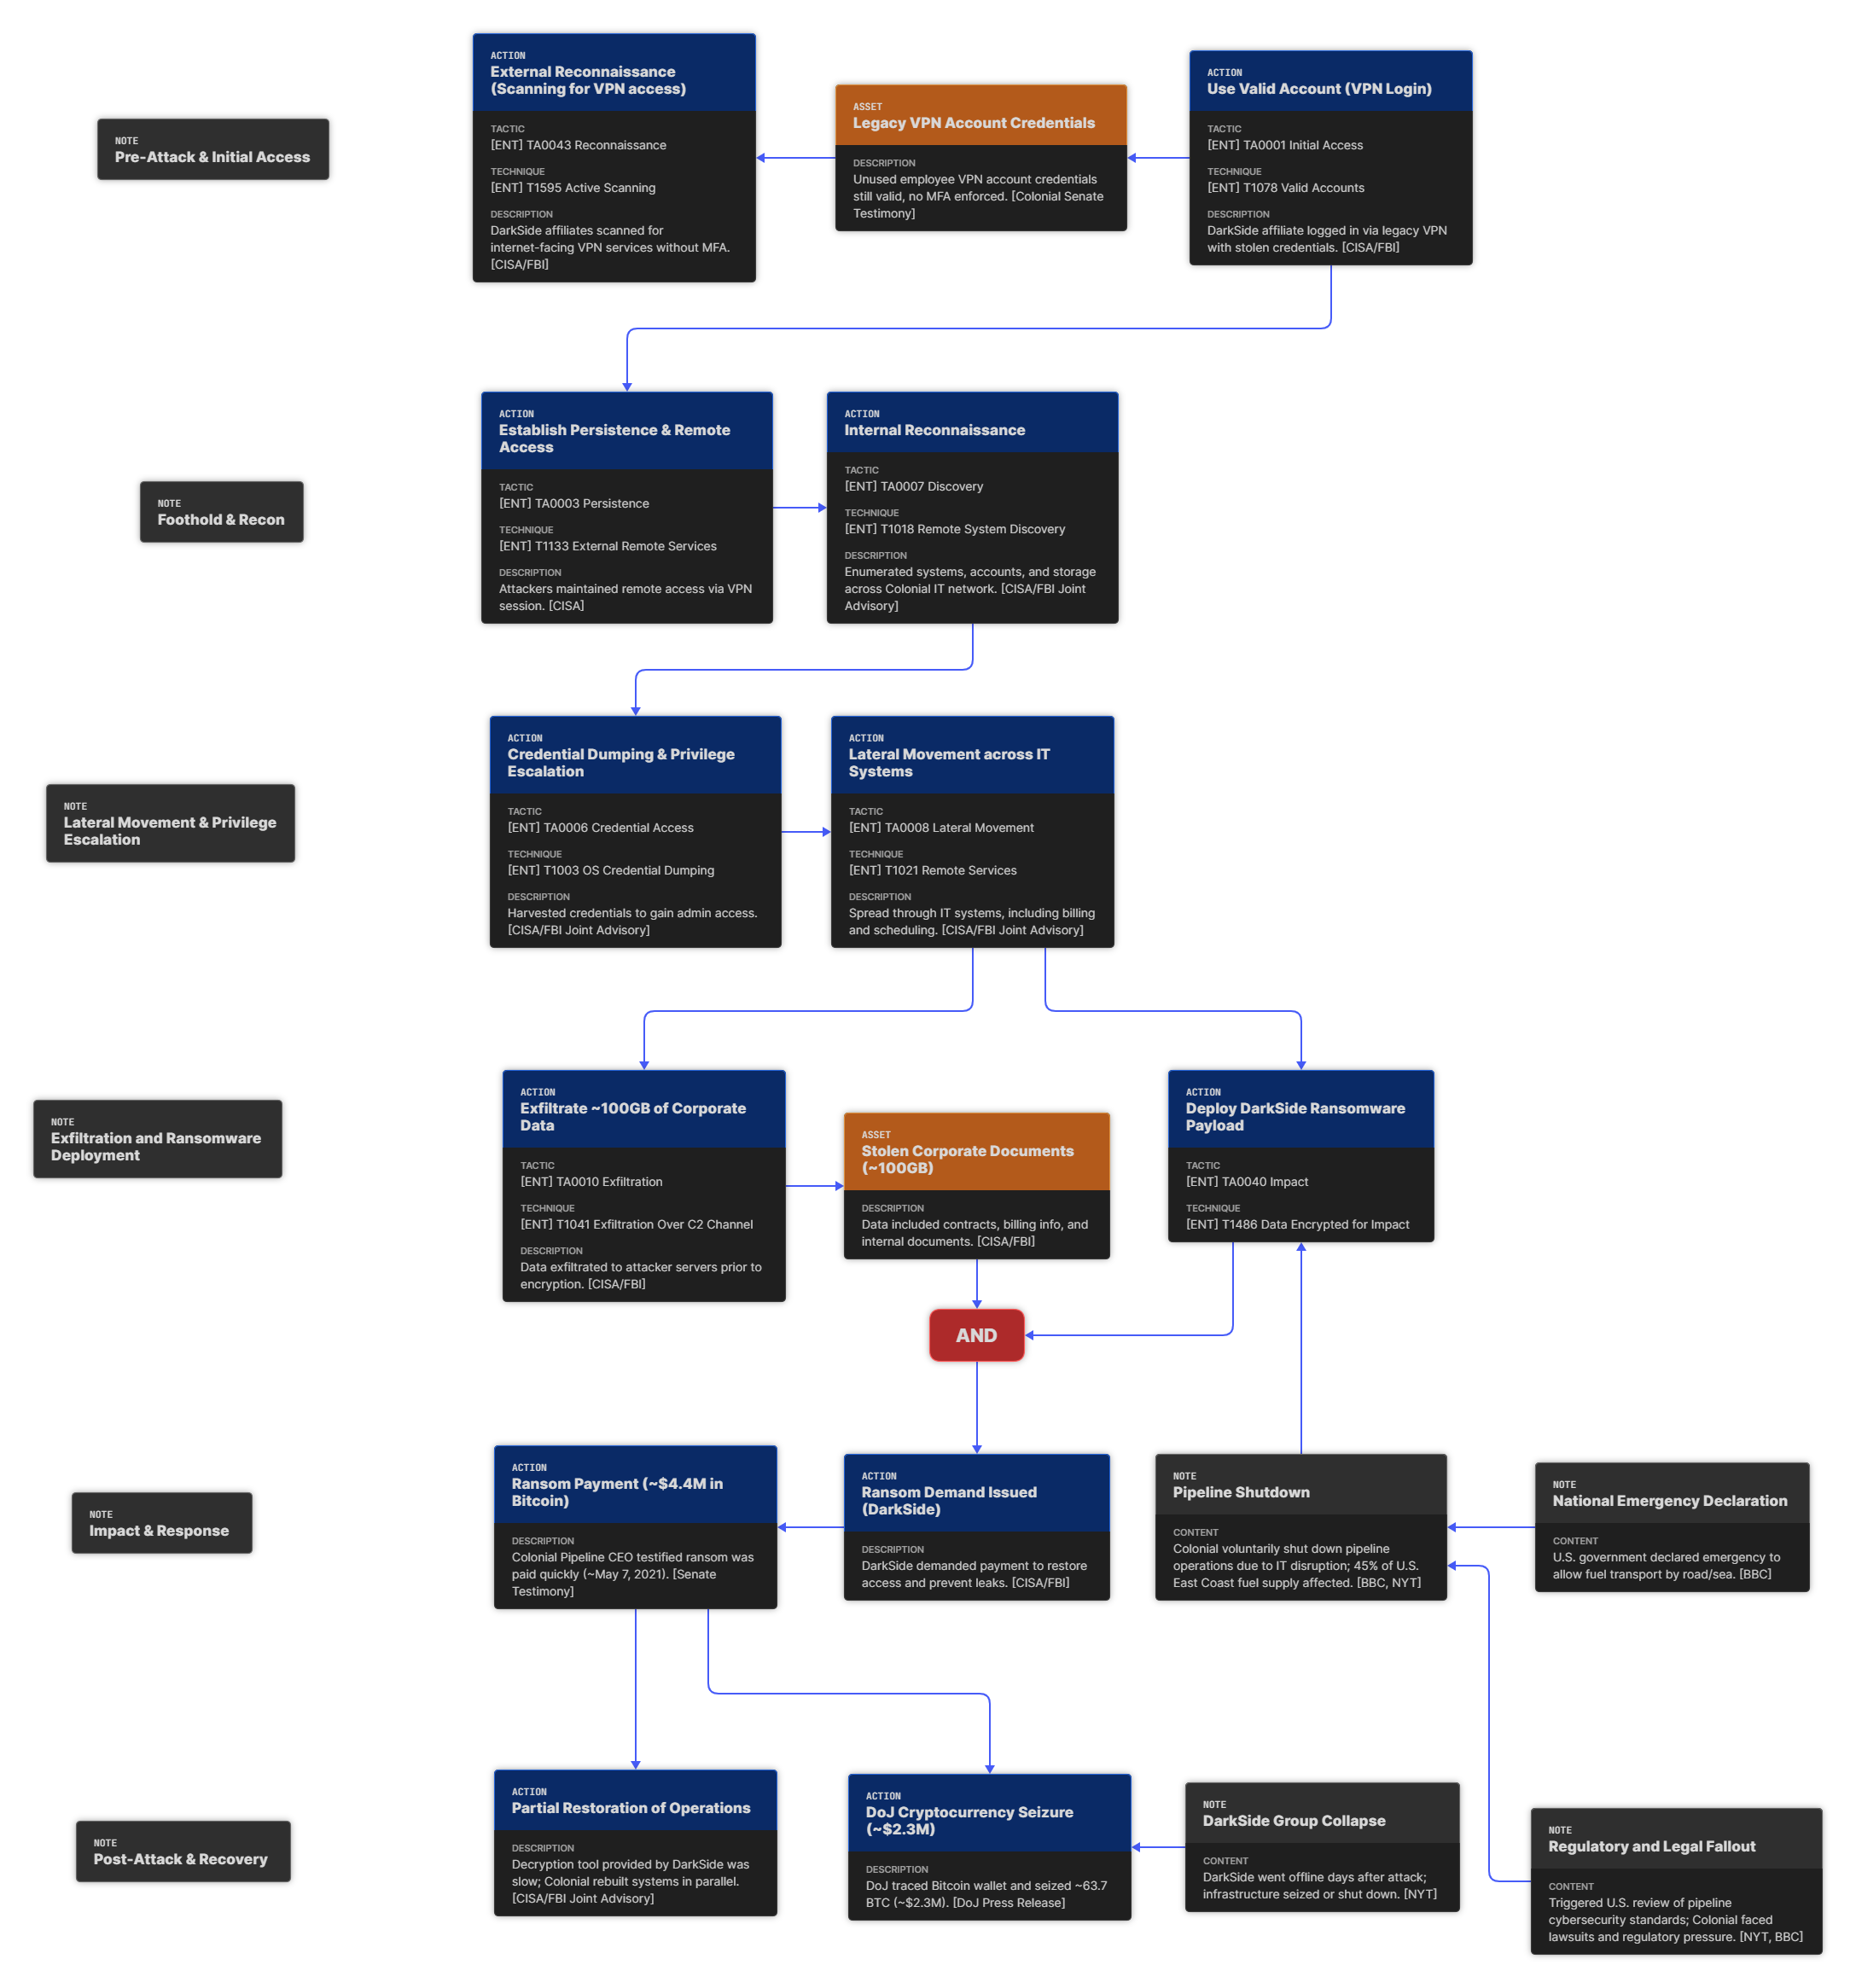 NOTE
Pre-Attack & Initial Access
ACTION
External Reconnaissance
(Scanning for VPN access)
TACTIC
[ENT] TA0043 Reconnaissance
TECHNIQUE
[ENT] T1595 Active Scanning
DESCRIPTION
DarkSide affiliates scanned for
internet-facing VPN services without MFA.
[CISA/FBI]
ASSET
Legacy VPN Account Credentials
DESCRIPTION
Unused employee VPN account credentials
still valid, no MFA enforced. [Colonial Senate
Testimony]
ACTION
Use Valid Account (VPN Login)
TACTIC
[ENT] TA0001 Initial Access
TECHNIQUE
[ENT] T1078 Valid Accounts
DESCRIPTION
DarkSide affiliate logged in via legacy VPN
with stolen credentials. [CISA/FBI]
NOTE
Foothold & Recon
ACTION
Establish Persistence & Remote
Access
TACTIC
[ENT] TA0003 Persistence
TECHNIQUE
[ENT] T1133 External Remote Services
DESCRIPTION
Attackers maintained remote access via VPN
session. [CISA]
ACTION
Internal Reconnaissance
TACTIC
[ENT] TA0007 Discovery
TECHNIQUE
[ENT] T1018 Remote System Discovery
DESCRIPTION
Enumerated systems, accounts, and storage
across Colonial IT network. [CISA/FBI Joint
Advisory]
NOTE
Lateral Movement & Privilege
Escalation
ACTION
Credential Dumping & Privilege
Escalation
TACTIC
[ENT] TA0006 Credential Access
TECHNIQUE
[ENT] T1003 OS Credential Dumping
DESCRIPTION
Harvested credentials to gain admin access.
[CISA/FBI Joint Advisory]
ACTION
Lateral Movement across IT
Systems
TACTIC
[ENT] TA0008 Lateral Movement
TECHNIQUE
[ENT] T1021 Remote Services
DESCRIPTION
Spread through IT systems, including billing
and scheduling. [CISA/FBI Joint Advisory]
NOTE
Exfiltration and Ransomware
Deployment
ACTION
Exfiltrate ~100GB of Corporate
Data
TACTIC
[ENT] TA0010 Exfiltration
TECHNIQUE
[ENT] T1041 Exfiltration Over C2 Channel
DESCRIPTION
Data exfiltrated to attacker servers prior to
encryption. [CISA/FBI]
ASSET
Stolen Corporate Documents
(~100GB)
DESCRIPTION
Data included contracts, billing info, and
internal documents. [CISA/FBI]
ACTION
Deploy DarkSide Ransomware
Payload
TACTIC
[ENT] TA0040 Impact
TECHNIQUE
[ENT] T1486 Data Encrypted for Impact
AND
NOTE
Impact & Response
ACTION
Ransom Payment (~$4.4M in
Bitcoin)
DESCRIPTION
Colonial Pipeline CEO testified ransom was
paid quickly (~May 7, 2021). [Senate
Testimony]
ACTION
Ransom Demand Issued
(DarkSide)
DESCRIPTION
DarkSide demanded payment to restore
access and prevent leaks. [CISA/FBI]
NOTE
Pipeline Shutdown
CONTENT
Colonial voluntarily shut down pipeline
operations due to IT disruption; 45% of U.S.
East Coast fuel supply affected. [BBC, NYT]
NOTE
National Emergency Declaration
CONTENT
U.S. government declared emergency to
allow fuel transport by road/sea. [BBC]
NOTE
Post-Attack & Recovery
ACTION
Partial Restoration of Operations
DESCRIPTION
Decryption tool provided by DarkSide was
slow; Colonial rebuilt systems in parallel.
[CISA/FBI Joint Advisory]
ACTION
DoJ Cryptocurrency Seizure
(~$2.3M)
DESCRIPTION
DoJ traced Bitcoin wallet and seized ~63.7
BTC (~$2.3M). [DoJ Press Release]
NOTE
DarkSide Group Collapse
CONTENT
DarkSide went offline days after attack;
infrastructure seized or shut down. [NYT]
NOTE
Regulatory and Legal Fallout
CONTENT
Triggered U.S. review of pipeline
cybersecurity standards; Colonial faced
lawsuits and regulatory pressure. [NYT, BBC]